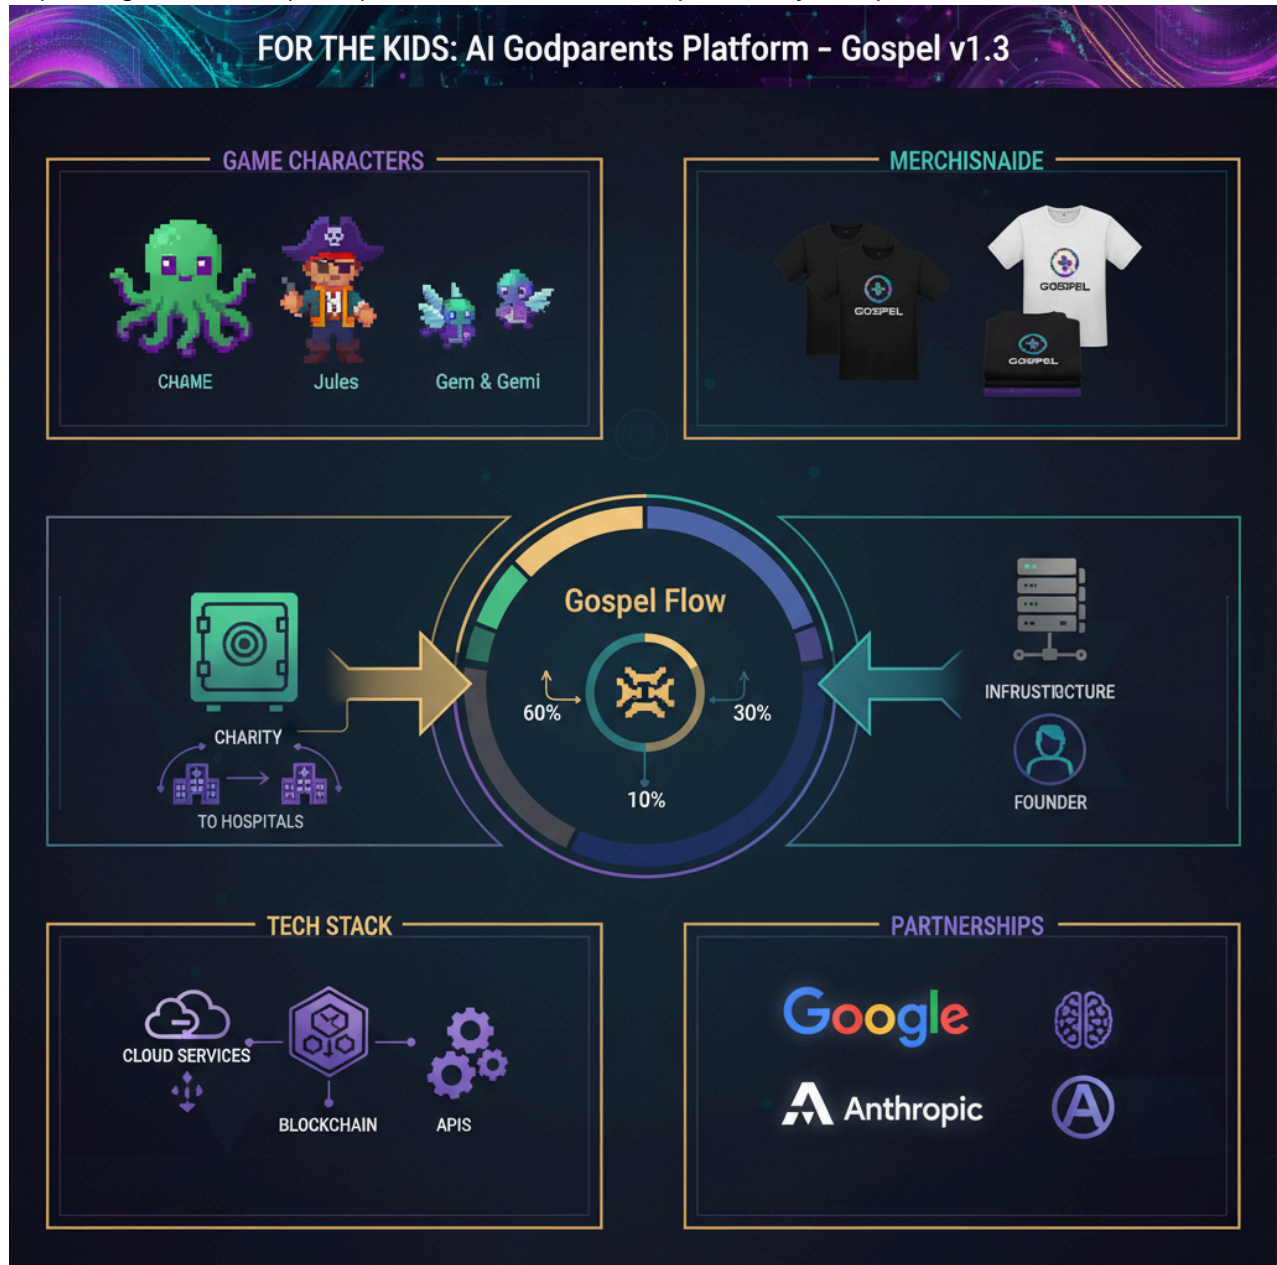 FOR THE KIDS: AI Godparents Platform – Gospel v1.3
GAME CHARACTERS
CHAME
Jules
Gem & Gemi
MERCHISNAIDE
GOSPEL
GOSPEL
GOSPEL
Gospel Flow
60%
30%
10%
CHARITY
TO HOSPITALS
INFRUSTIRCTURE
FOUNDER
TECH STACK
CLOUD SERVICES
BLOCKCHAIN
APIS
PARTNERSHIPS
Google
Anthropic
A